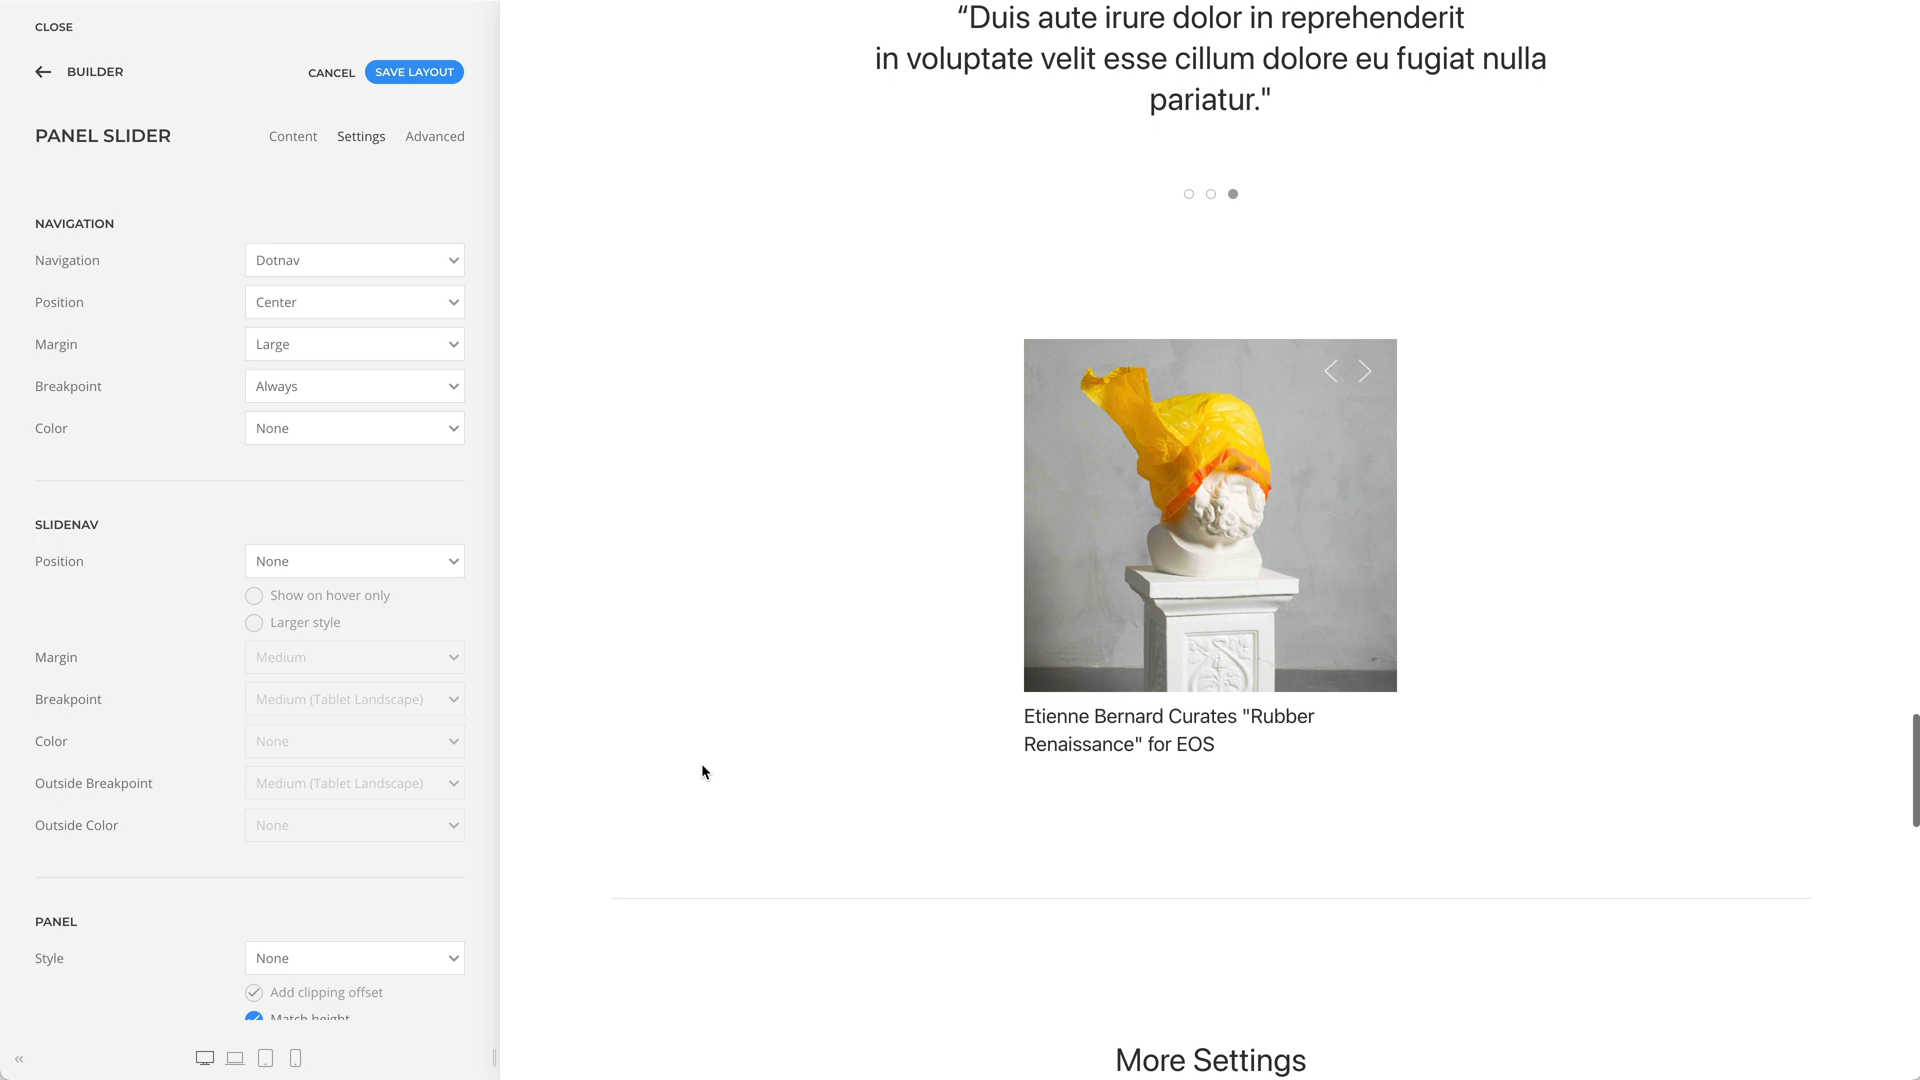 CLOSE
BUILDER
CANCEL
SAVE LAYOUT
PANEL SLIDER
Content
Settings
Advanced
NAVIGATION
Navigation
Dotnav
Position
Center
Margin
Large
Breakpoint
Always
Color
None
SLIDENAV
Position
None
Show on hover only
Larger style
Margin
Medium
Breakpoint
Medium (Tablet Landscape)
Color
None
Outside Breakpoint
Medium (Tablet Landscape)
Outside Color
None
PANEL
Style
None
Add clipping offset
Match height
“Duis aute irure dolor in reprehenderit
in voluptate velit esse cillum dolore eu fugiat nulla
pariatur."
Etienne Bernard Curates "Rubber
Renaissance" for EOS
More Settings